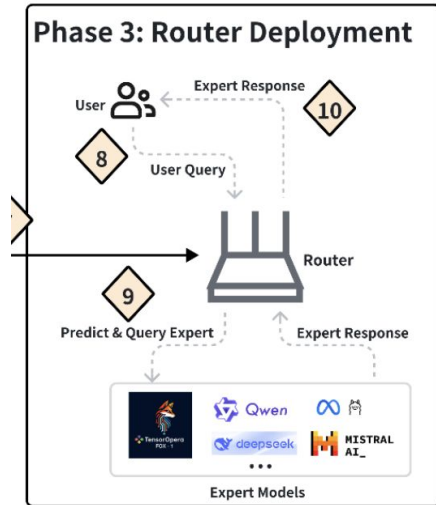 Phase 3: Router Deployment
Expert Response
User
10
8
User Query
Router
9
Predict & Query Expert
Expert Response
TensorOpera
FOX - 1
Qwen
deepseek
MISTRAL
AI_
...
Expert Models